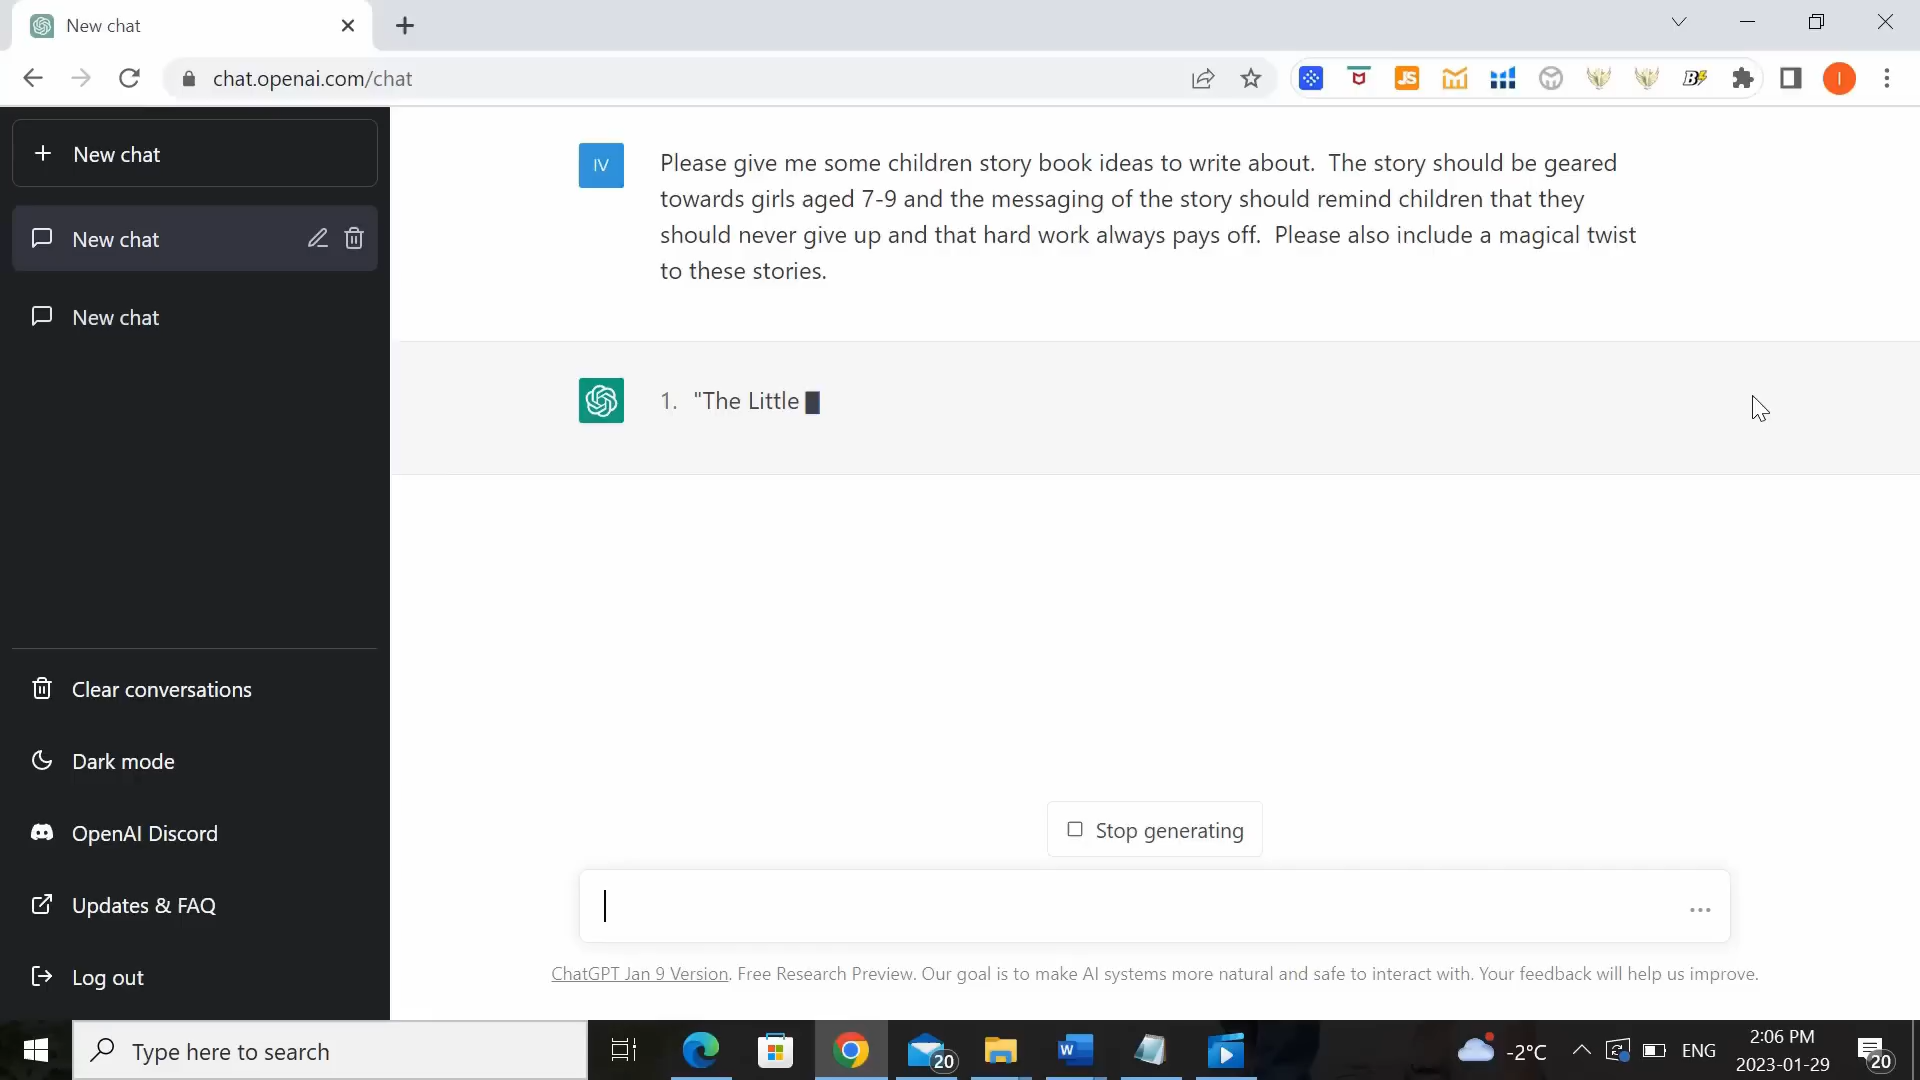 New chat
chat.openai.com/chat
JS
B
I
New chat
New chat
New chat
IV
Please give me some children story book ideas to write about.  The story should be geared
towards girls aged 7-9 and the messaging of the story should remind children that they
should never give up and that hard work always pays off.  Please also include a magical twist
to these stories.
1. "The Little
Clear conversations
Dark mode
OpenAI Discord
Updates & FAQ
Log out
Stop generating
ChatGPT Jan 9 Version. Free Research Preview. Our goal is to make AI systems more natural and safe to interact with. Your feedback will help us improve.
Type here to search
20
W
-2°C
ENG
2:06 PM
2023-01-29
20